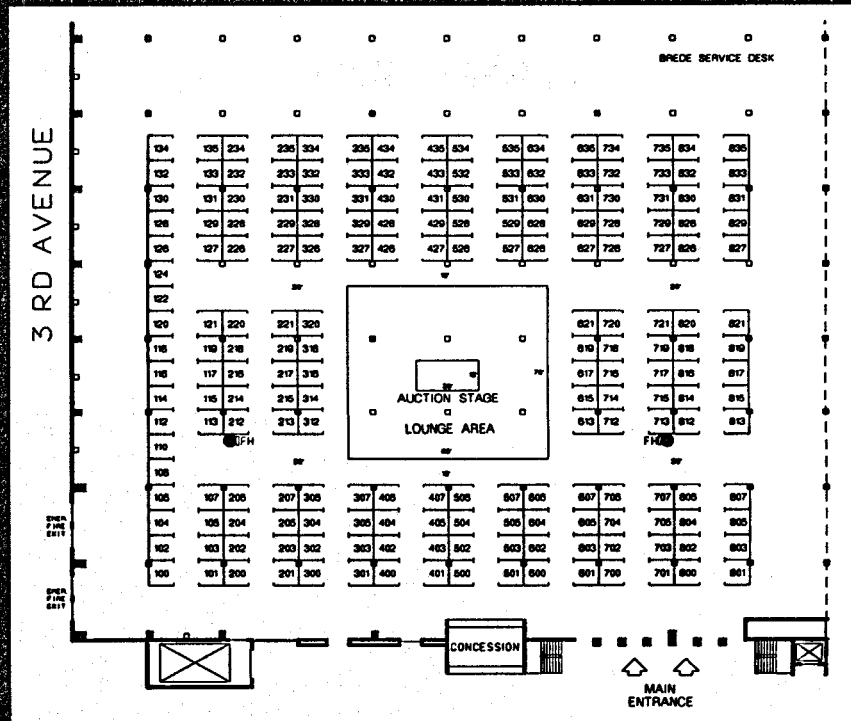 BREDE SERVICE DESK
3 RD AVENUE
134 135 234 235 334 335 434 435 534 535 634 635 734 735 834 835
132 133 232 233 332 333 432 433 532 533 632 633 732 733 832 833
130 131 230 231 330 331 430 431 530 531 630 631 730 731 830 831
128 129 228 229 328 329 428 429 528 529 628 629 728 729 828 829
126 127 226 227 326 327 426 427 526 527 626 627 726 727 826 827
124
122
120 121 220 221 320 621 720 721 820 821
118 119 218 219 318 619 718 719 818 819
116 117 216 217 316 617 716 717 816 817
114 115 214 215 314 615 714 715 814 815
112 113 212 213 312 613 712 713 812 813
AUCTION STAGE
LOUNGE AREA
FH FH
110
108
106 107 206 207 306 307 406 407 506 507 606 607 706 707 806 807
104 105 204 205 304 305 404 405 504 505 604 605 704 705 804 805
102 103 202 203 302 303 402 403 502 503 602 603 702 703 802 803
100 101 200 201 300 301 400 401 500 501 600 601 700 701 800 801
EMER.
FIRE
EXIT
EMER.
FIRE
EXIT
CONCESSION
MAIN
ENTRANCE